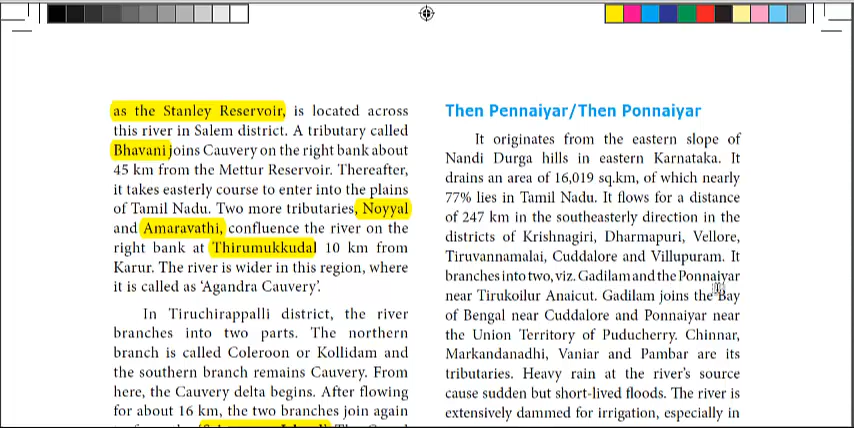 as the Stanley Reservoir, is located across
this river in Salem district. A tributary called
Bhavani joins Cauvery on the right bank about
45 km from the Mettur Reservoir. Thereafter,
it takes easterly course to enter into the plains
of Tamil Nadu. Two more tributaries, Noyyal
and Amaravathi, confluence the river on the
right bank at Thirumukkudal 10 km from
Karur. The river is wider in this region, where
it is called as ‘Agandra Cauvery’.
In Tiruchirappalli district, the river
branches into two parts. The northern
branch is called Coleroon or Kollidam and
the southern branch remains Cauvery. From
here, the Cauvery delta begins. After flowing
for about 16 km, the two branches join again
Then Pennaiyar/Then Ponnaiyar
It originates from the eastern slope of
Nandi Durga hills in eastern Karnataka. It
drains an area of 16,019 sq.km, of which nearly
77% lies in Tamil Nadu. It flows for a distance
of 247 km in the southeasterly direction in the
districts of Krishnagiri, Dharmapuri, Vellore,
Tiruvannamalai, Cuddalore and Villupuram. It
branches into two, viz. Gadilam and the Ponnaiyar
near Tirukoilur Anaicut. Gadilam joins the Bay
of Bengal near Cuddalore and Ponnaiyar near
the Union Territory of Puducherry. Chinnar,
Markandanadhi, Vaniar and Pambar are its
tributaries. Heavy rain at the river’s source
cause sudden but short-lived floods. The river is
extensively dammed for irrigation, especially in